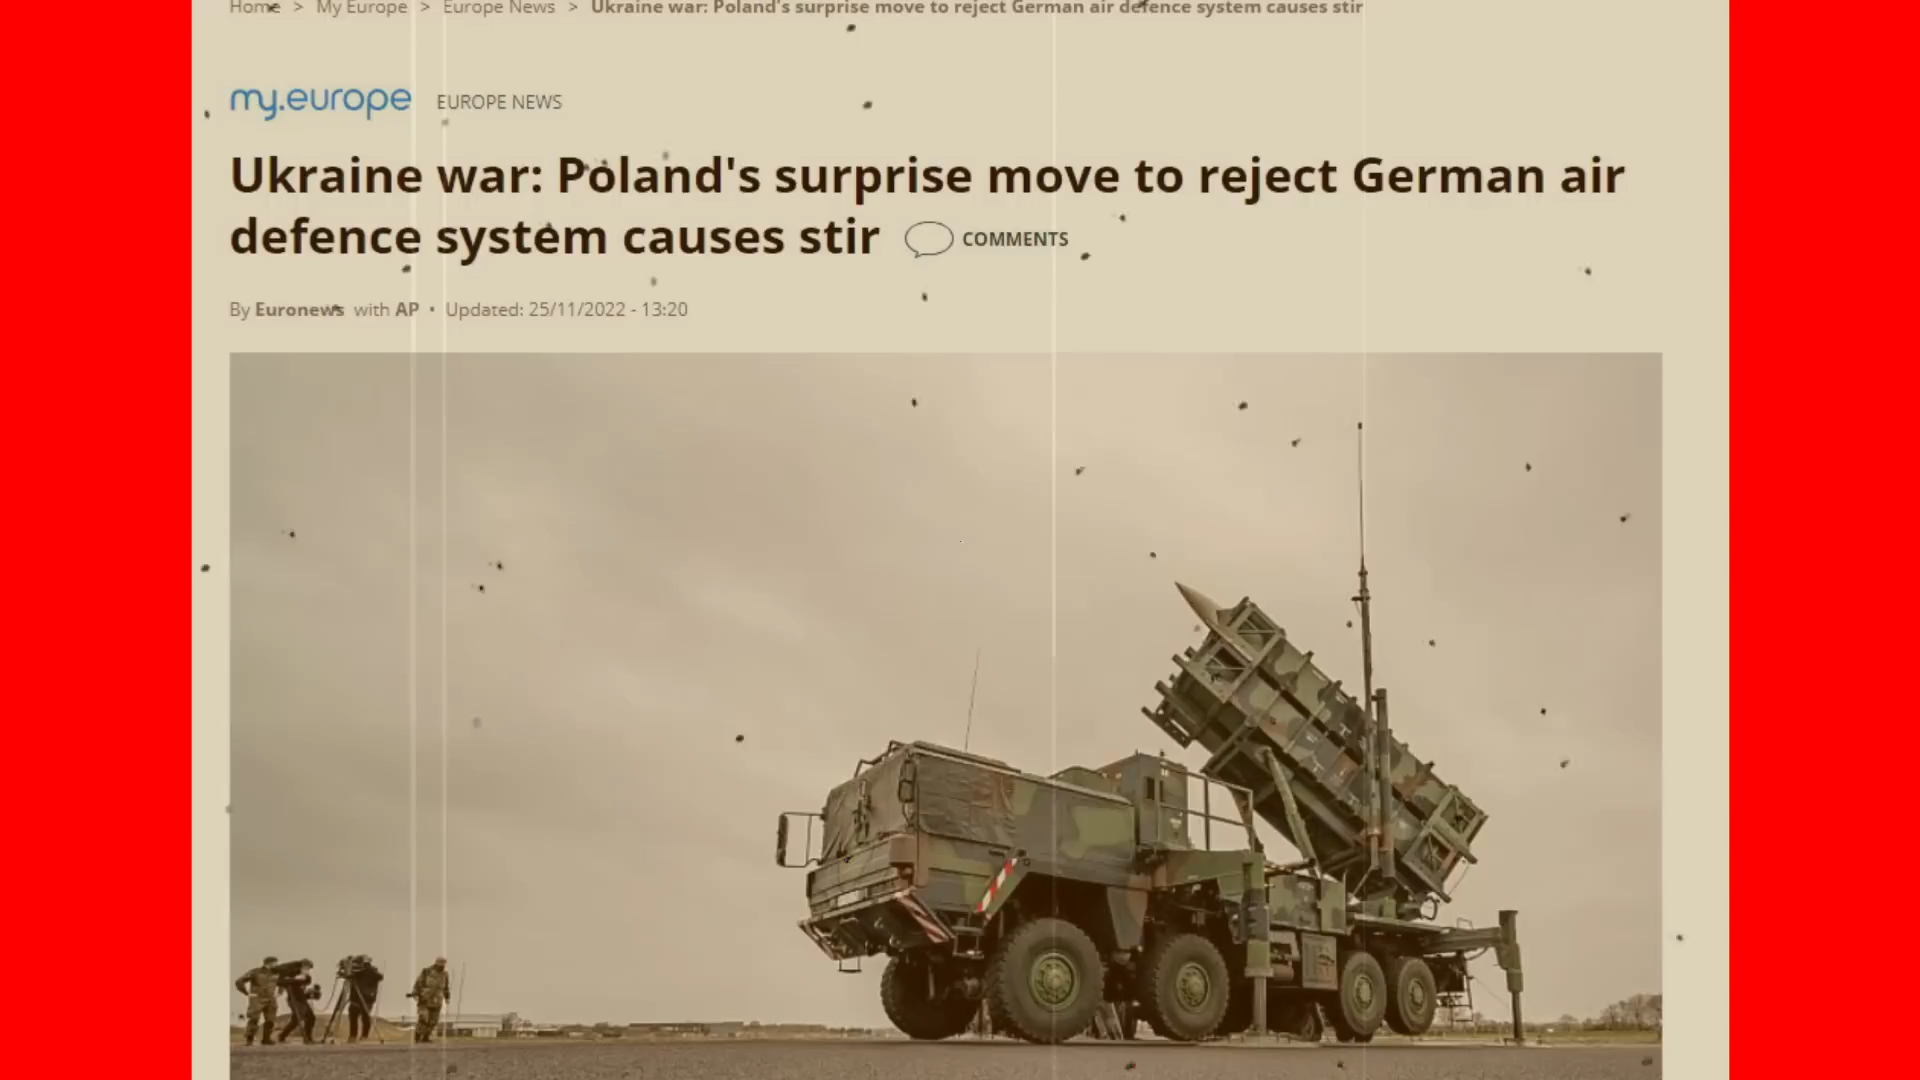 Home > My Europe > Europe News > Ukraine war: Poland's surprise move to reject German air defence system causes stir
my.europe EUROPE NEWS
Ukraine war: Poland's surprise move to reject German air
defence system causes stir COMMENTS
By Euronews with AP • Updated: 25/11/2022 - 13:20